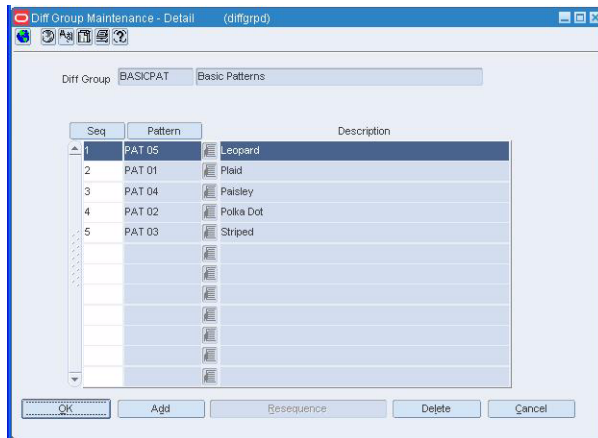 Diff Group Maintenance - Detail (diffgrpd)
Diff Group BASICPAT Basic Patterns
Seq Pattern Description
1 PAT 05 Leopard
2 PAT 01 Plaid
3 PAT 04 Paisley
4 PAT 02 Polka Dot
5 PAT 03 Striped
OK Add Resequence Delete Cancel